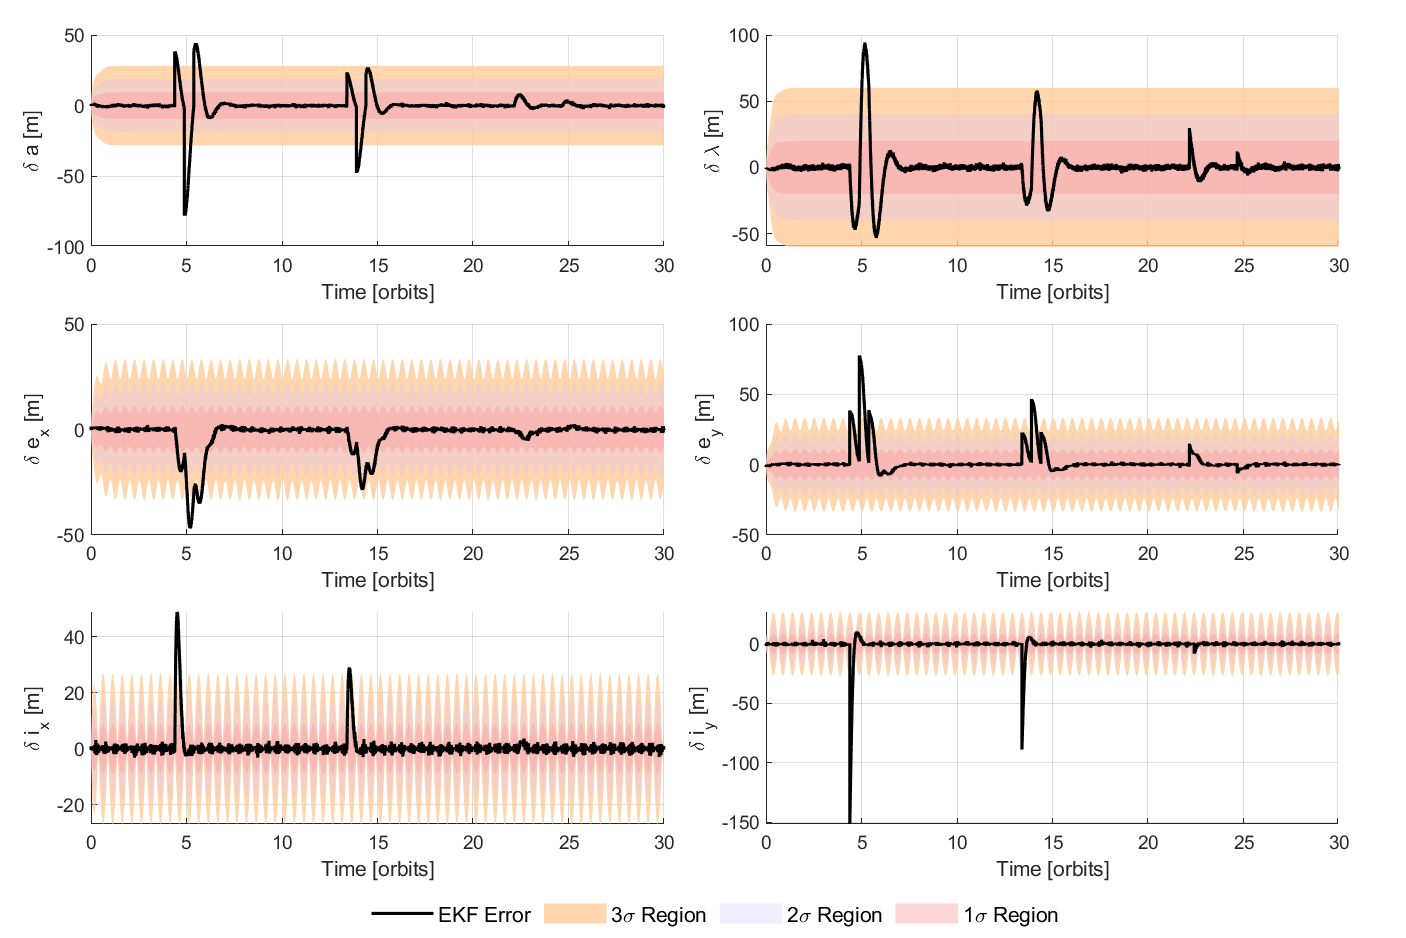 50
0
-50
-100
δ a [m]
0 5 10 15 20 25 30
Time [orbits]
100
50
0
-50
δ λ [m]
0 5 10 15 20 25 30
Time [orbits]
50
0
-50
δ e_x [m]
0 5 10 15 20 25 30
Time [orbits]
100
50
0
-50
δ e_y [m]
0 5 10 15 20 25 30
Time [orbits]
40
20
0
-20
δ i_x [m]
0 5 10 15 20 25 30
Time [orbits]
0
-50
-100
-150
δ i_y [m]
0 5 10 15 20 25 30
Time [orbits]
EKF Error 3σ Region 2σ Region 1σ Region